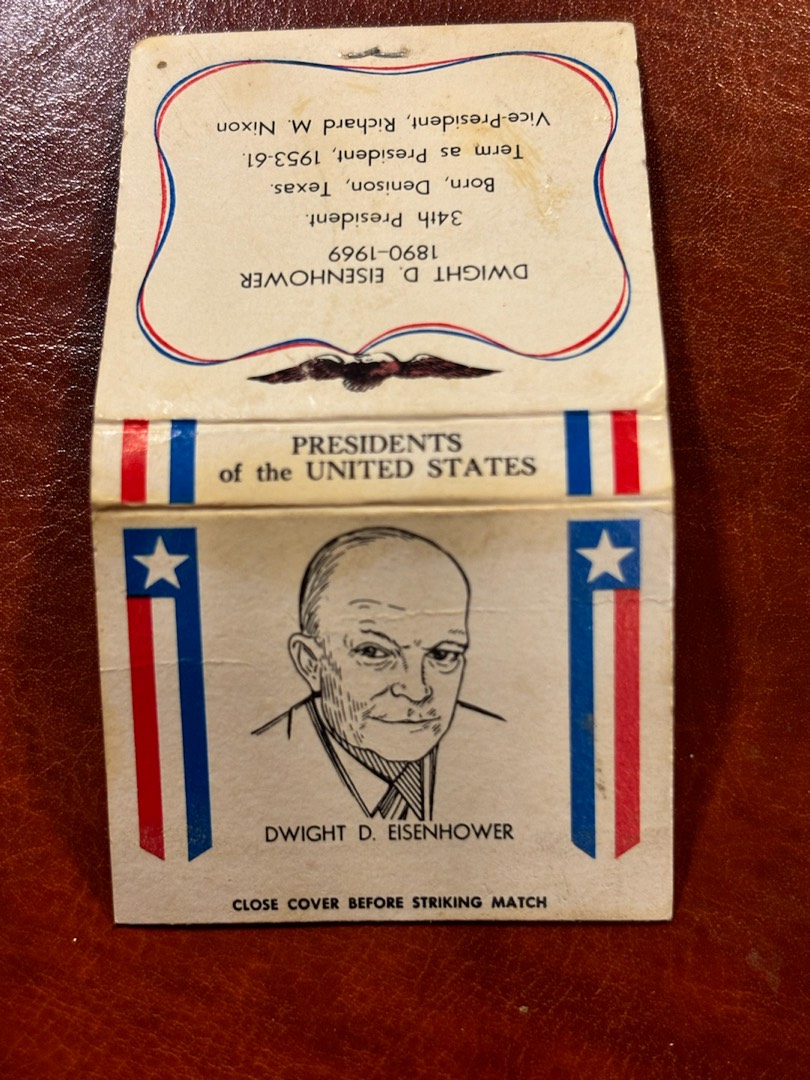 DWIGHT D. EISENHOWER
1890-1969
34th President.
Born, Denison, Texas.
Term as President, 1953-61.
Vice-President, Richard M. Nixon
PRESIDENTS
of the UNITED STATES
DWIGHT D. EISENHOWER
CLOSE COVER BEFORE STRIKING MATCH